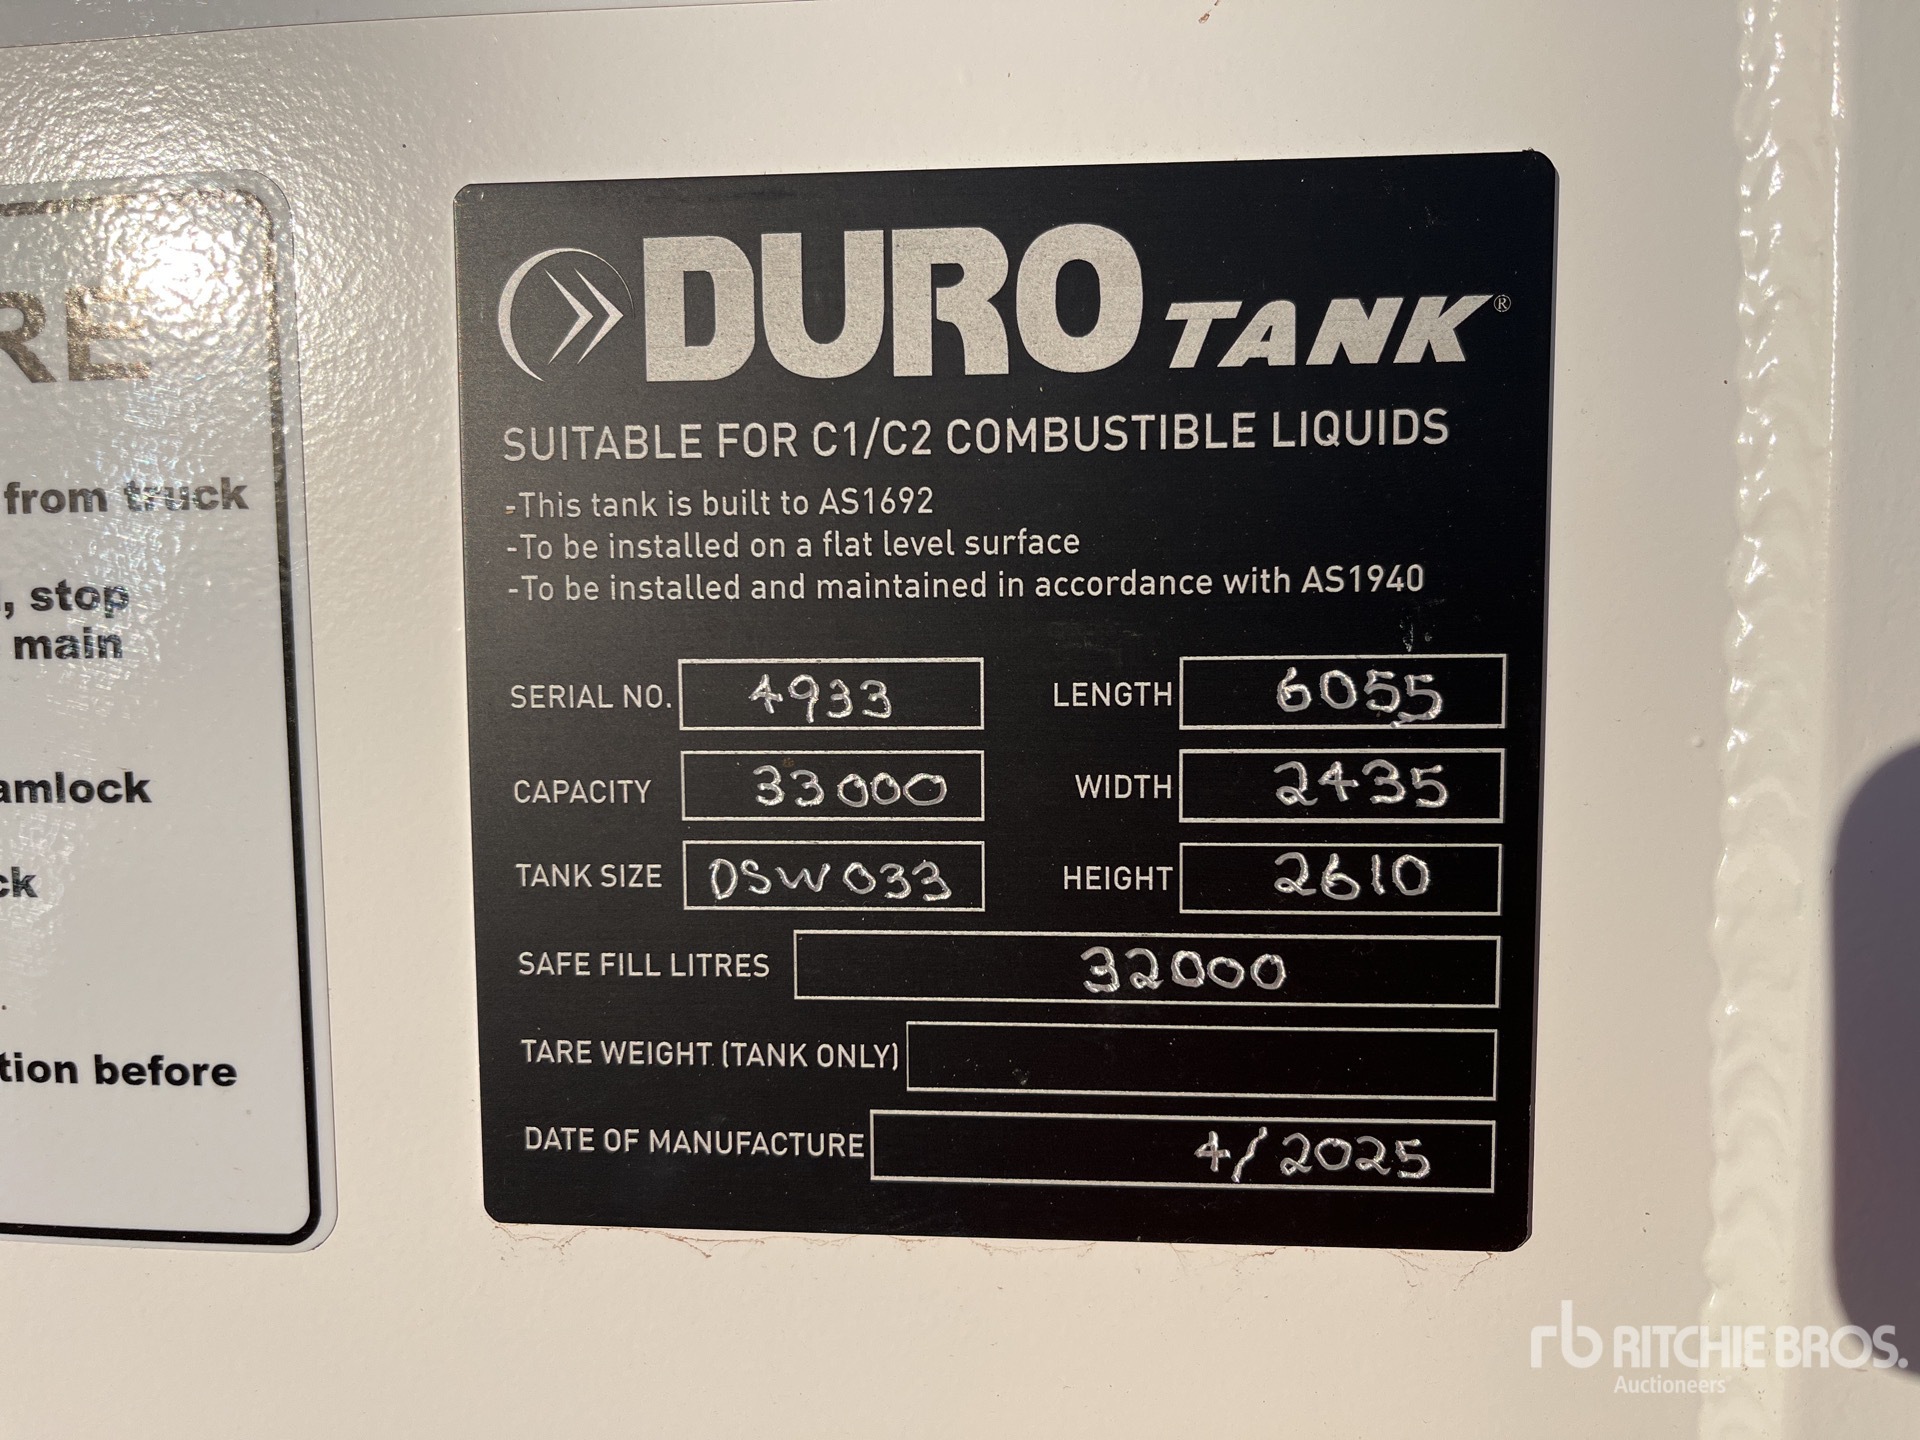 RE
from truck
, stop
main
amlock
ck
tion before
DURO TANK®
SUITABLE FOR C1/C2 COMBUSTIBLE LIQUIDS
-This tank is built to AS1692
-To be installed on a flat level surface
-To be installed and maintained in accordance with AS1940
SERIAL NO. 4933 LENGTH 6055
CAPACITY 33000 WIDTH 2435
TANK SIZE DSW033 HEIGHT 2610
SAFE FILL LITRES 32000
TARE WEIGHT (TANK ONLY)
DATE OF MANUFACTURE 4/2025
rb RITCHIE BROS.
Auctioneers